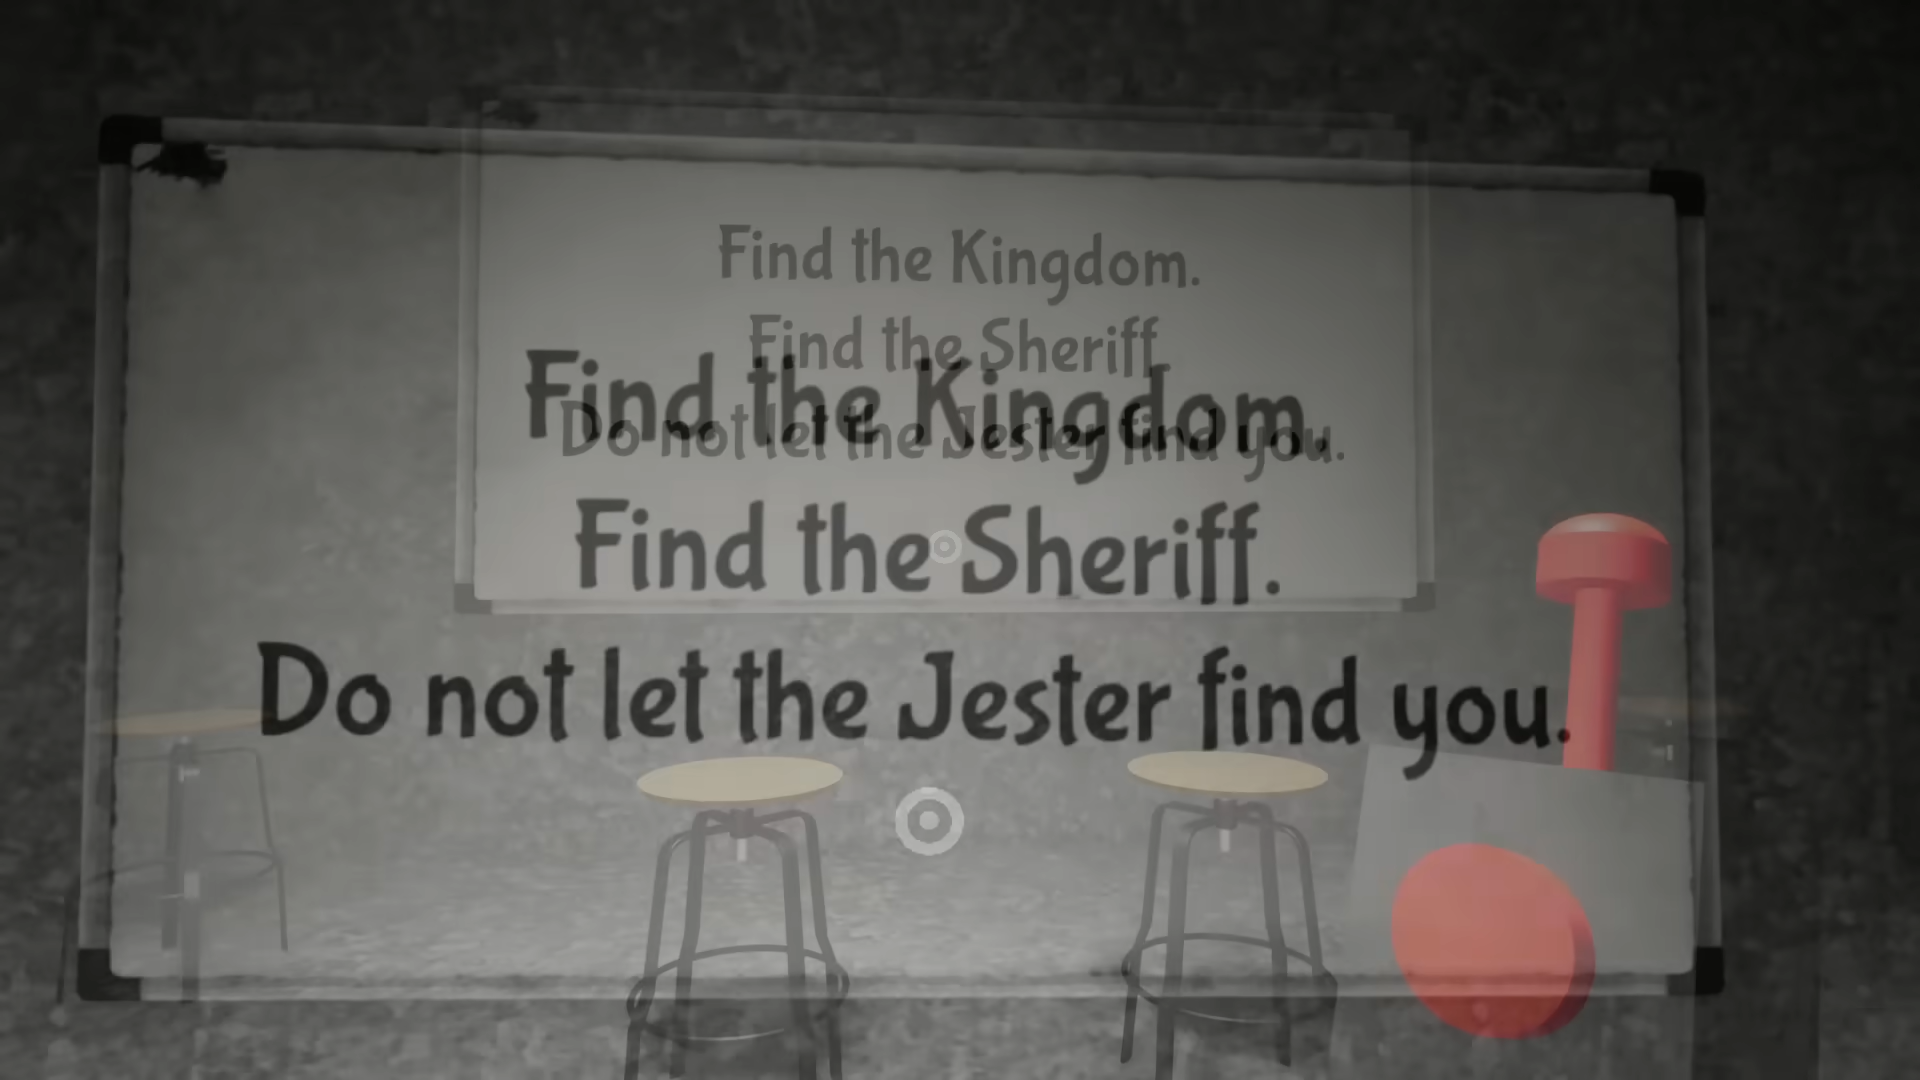 Find the Kingdom.
Find the Sheriff
Do not let the Jester find you.
Find the Kingdom.
Find the Sheriff.
Do not let the Jester find you.